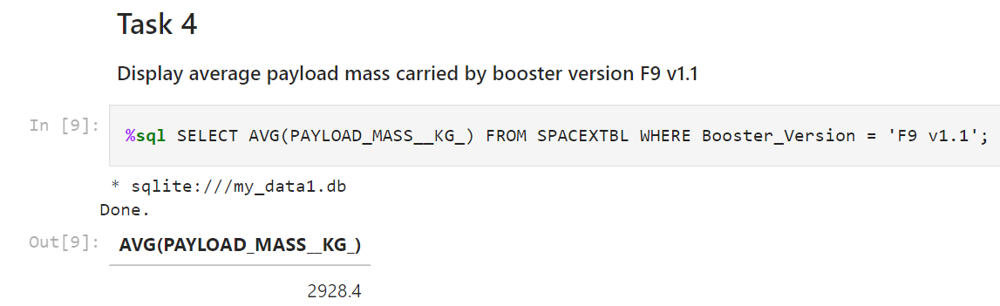 Task 4
Display average payload mass carried by booster version F9 v1.1
In [9]: %sql SELECT AVG(PAYLOAD_MASS__KG_) FROM SPACEXTBL WHERE Booster_Version = 'F9 v1.1';
* sqlite:///my_data1.db
Done.
Out[9]: AVG(PAYLOAD_MASS__KG_)
2928.4